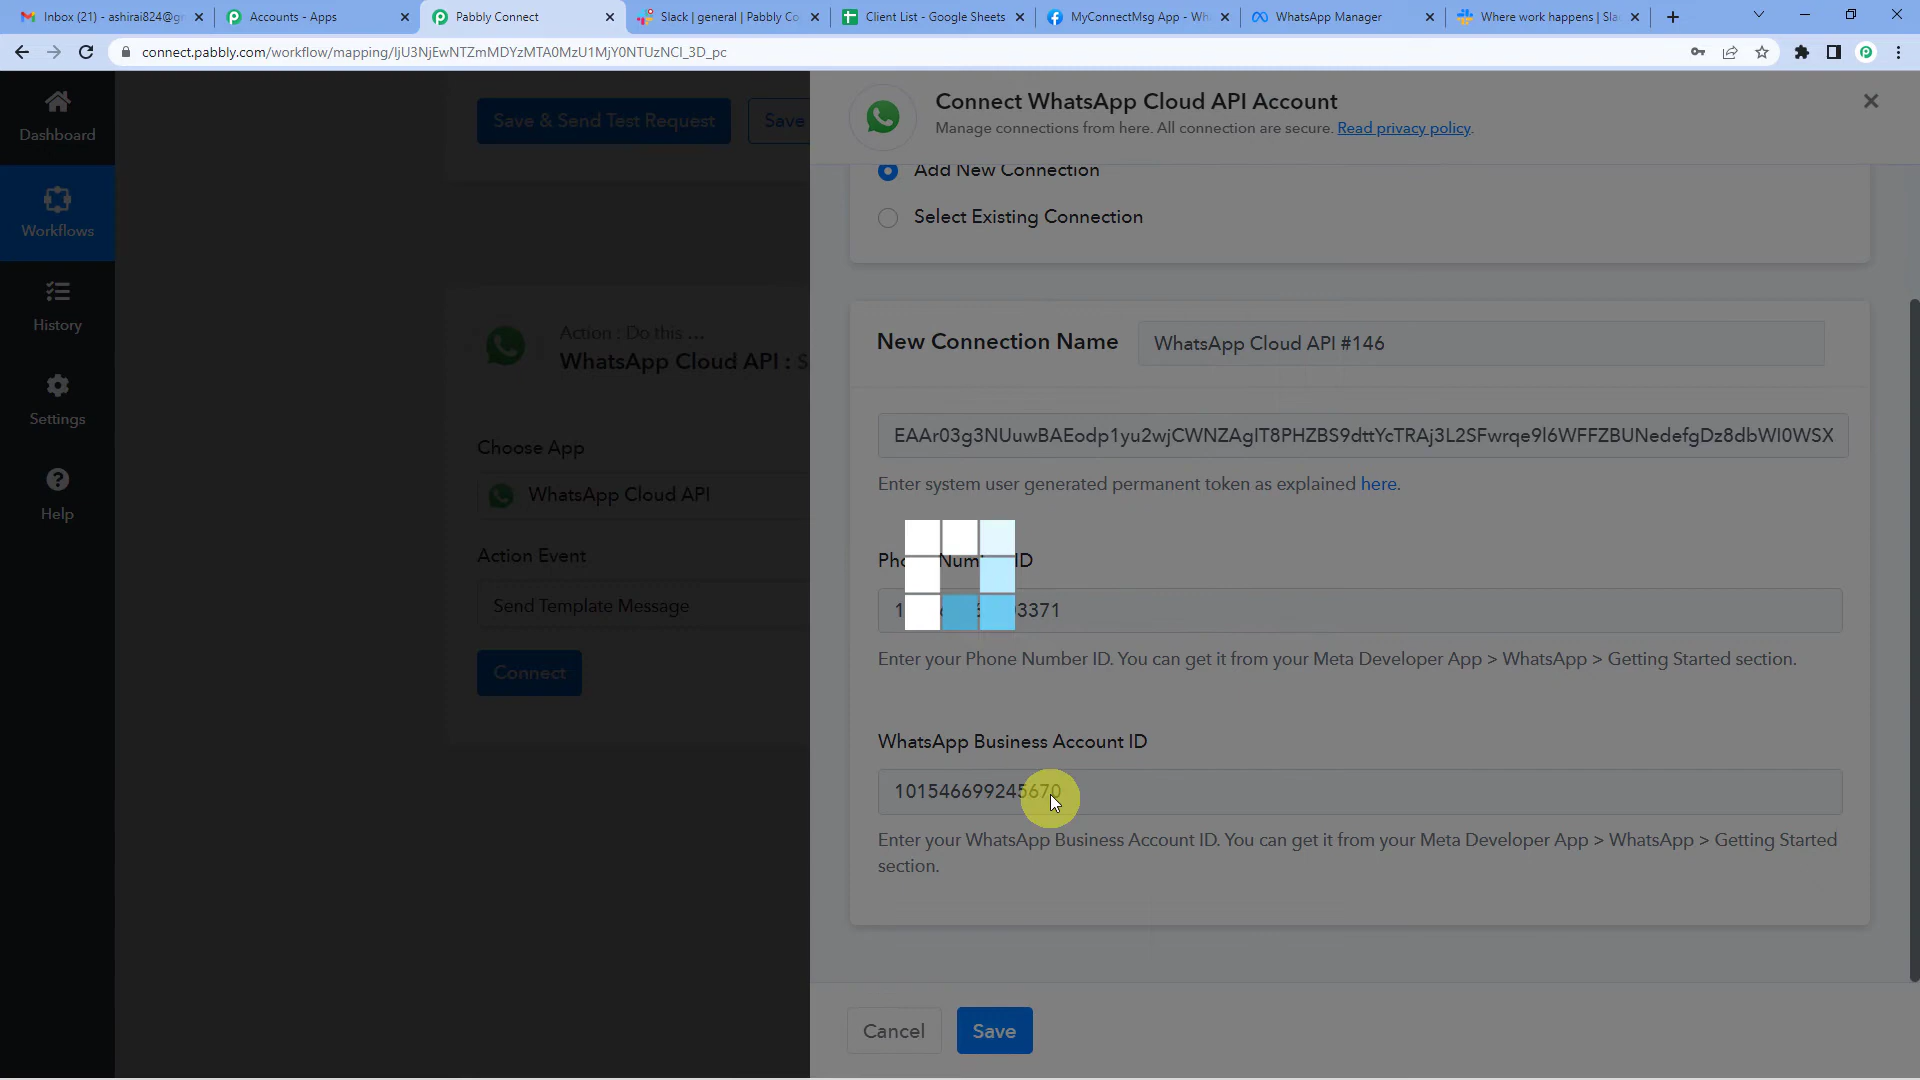 Inbox (21) - ashirai824@g
Accounts - Apps
Pabbly Connect
Slack | general | Pabbly Co
Client List - Google Sheets
MyConnectMsg App - Wh
WhatsApp Manager
Where work happens | Sla
connect.pabbly.com/workflow/mapping/IjU3NjEwNTZmMDYzMTA0MzU1MjY0NTUzNCI_3D_pc
Dashboard
Workflows
History
Settings
Help
Save & Send Test Request
Save
Action : Do this ...
WhatsApp Cloud API :
Choose App
WhatsApp Cloud API
Action Event
Send Template Message
Connect
Connect WhatsApp Cloud API Account
Manage connections from here. All connection are secure. Read privacy policy.
Add New Connection
Select Existing Connection
New Connection Name
WhatsApp Cloud API #146
EAAr03g3NUuwBAEodp1yu2wjCWNZAgIT8PHZBS9dttYcTRAj3L2SFwrqe9l6WFFZBUNedefgDz8dbWI0WSX
Enter system user generated permanent token as explained here.
ID
3371
Enter your Phone Number ID. You can get it from your Meta Developer App > WhatsApp > Getting Started section.
WhatsApp Business Account ID
101546699245670
Enter your WhatsApp Business Account ID. You can get it from your Meta Developer App > WhatsApp > Getting Started
section.
Cancel
Save